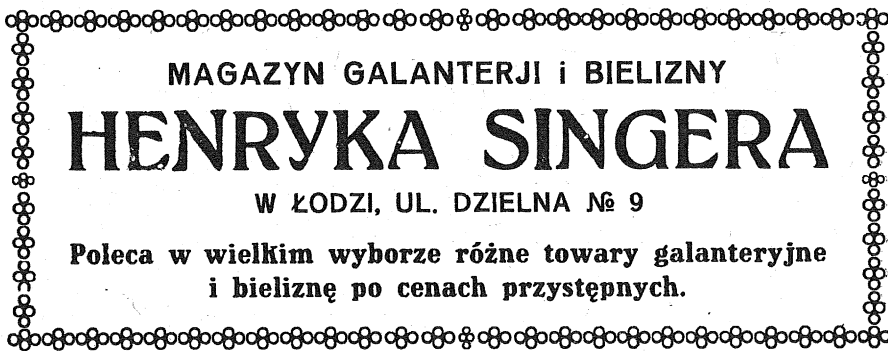 MAGAZYN GALANTERJI i BIELIZNY
HENRYKA SINGERA
W ŁODZI, UL. DZIELNA № 9
Poleca w wielkim wyborze różne towary galanteryjne
i bieliznę po cenach przystępnych.